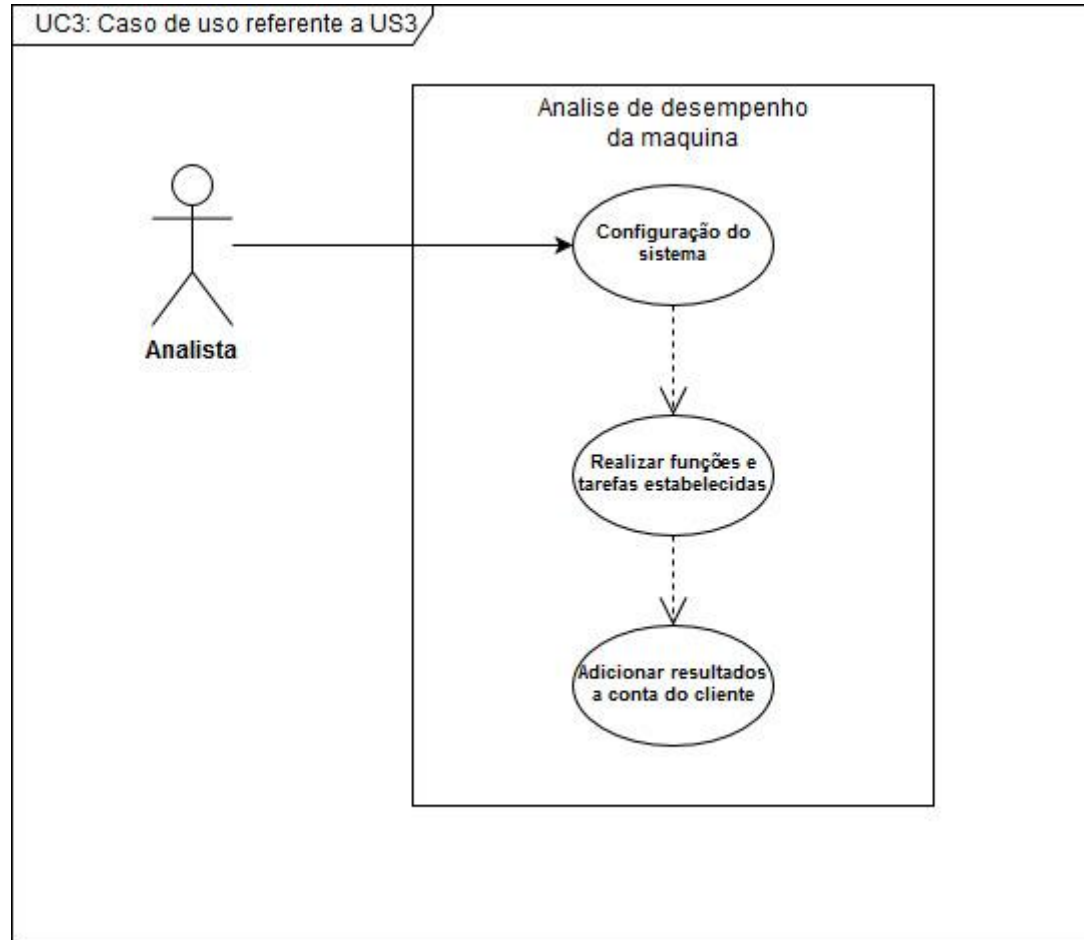 UC3: Caso de uso referente a US3
Analise de desempenho
da maquina
Configuração do
sistema
Analista
Realizar funções e
tarefas estabelecidas
Adicionar resultados
a conta do cliente